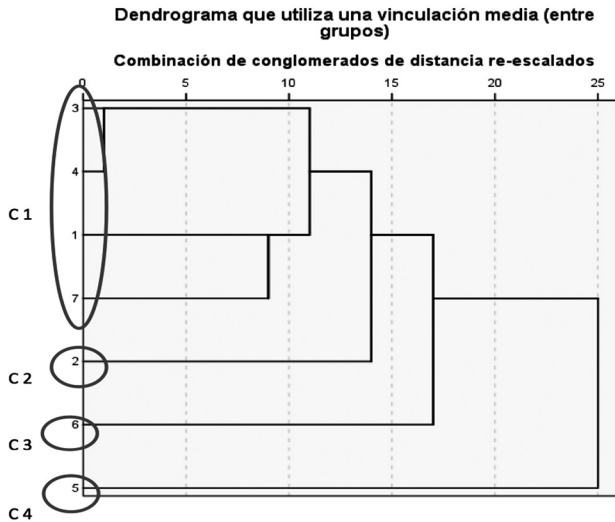 Dendrograma que utiliza una vinculación media (entre
grupos)
Combinación de conglomerados de distancia re-escalados
0 5 10 15 20 25
3
4
C 1
1
7
2
C 2
6
C 3
5
C 4